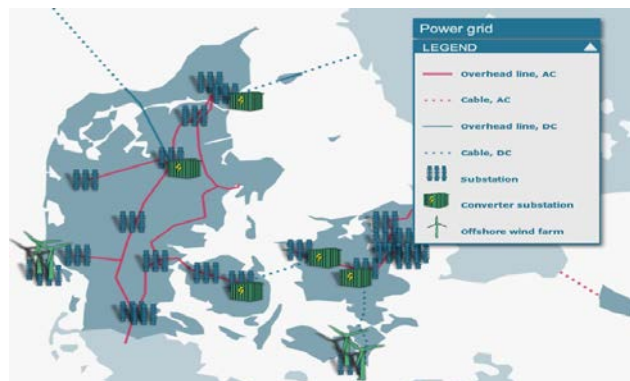 Power grid
LEGEND
Overhead line, AC
Cable, AC
Overhead line, DC
Cable, DC
Substation
Converter substation
Offshore wind farm